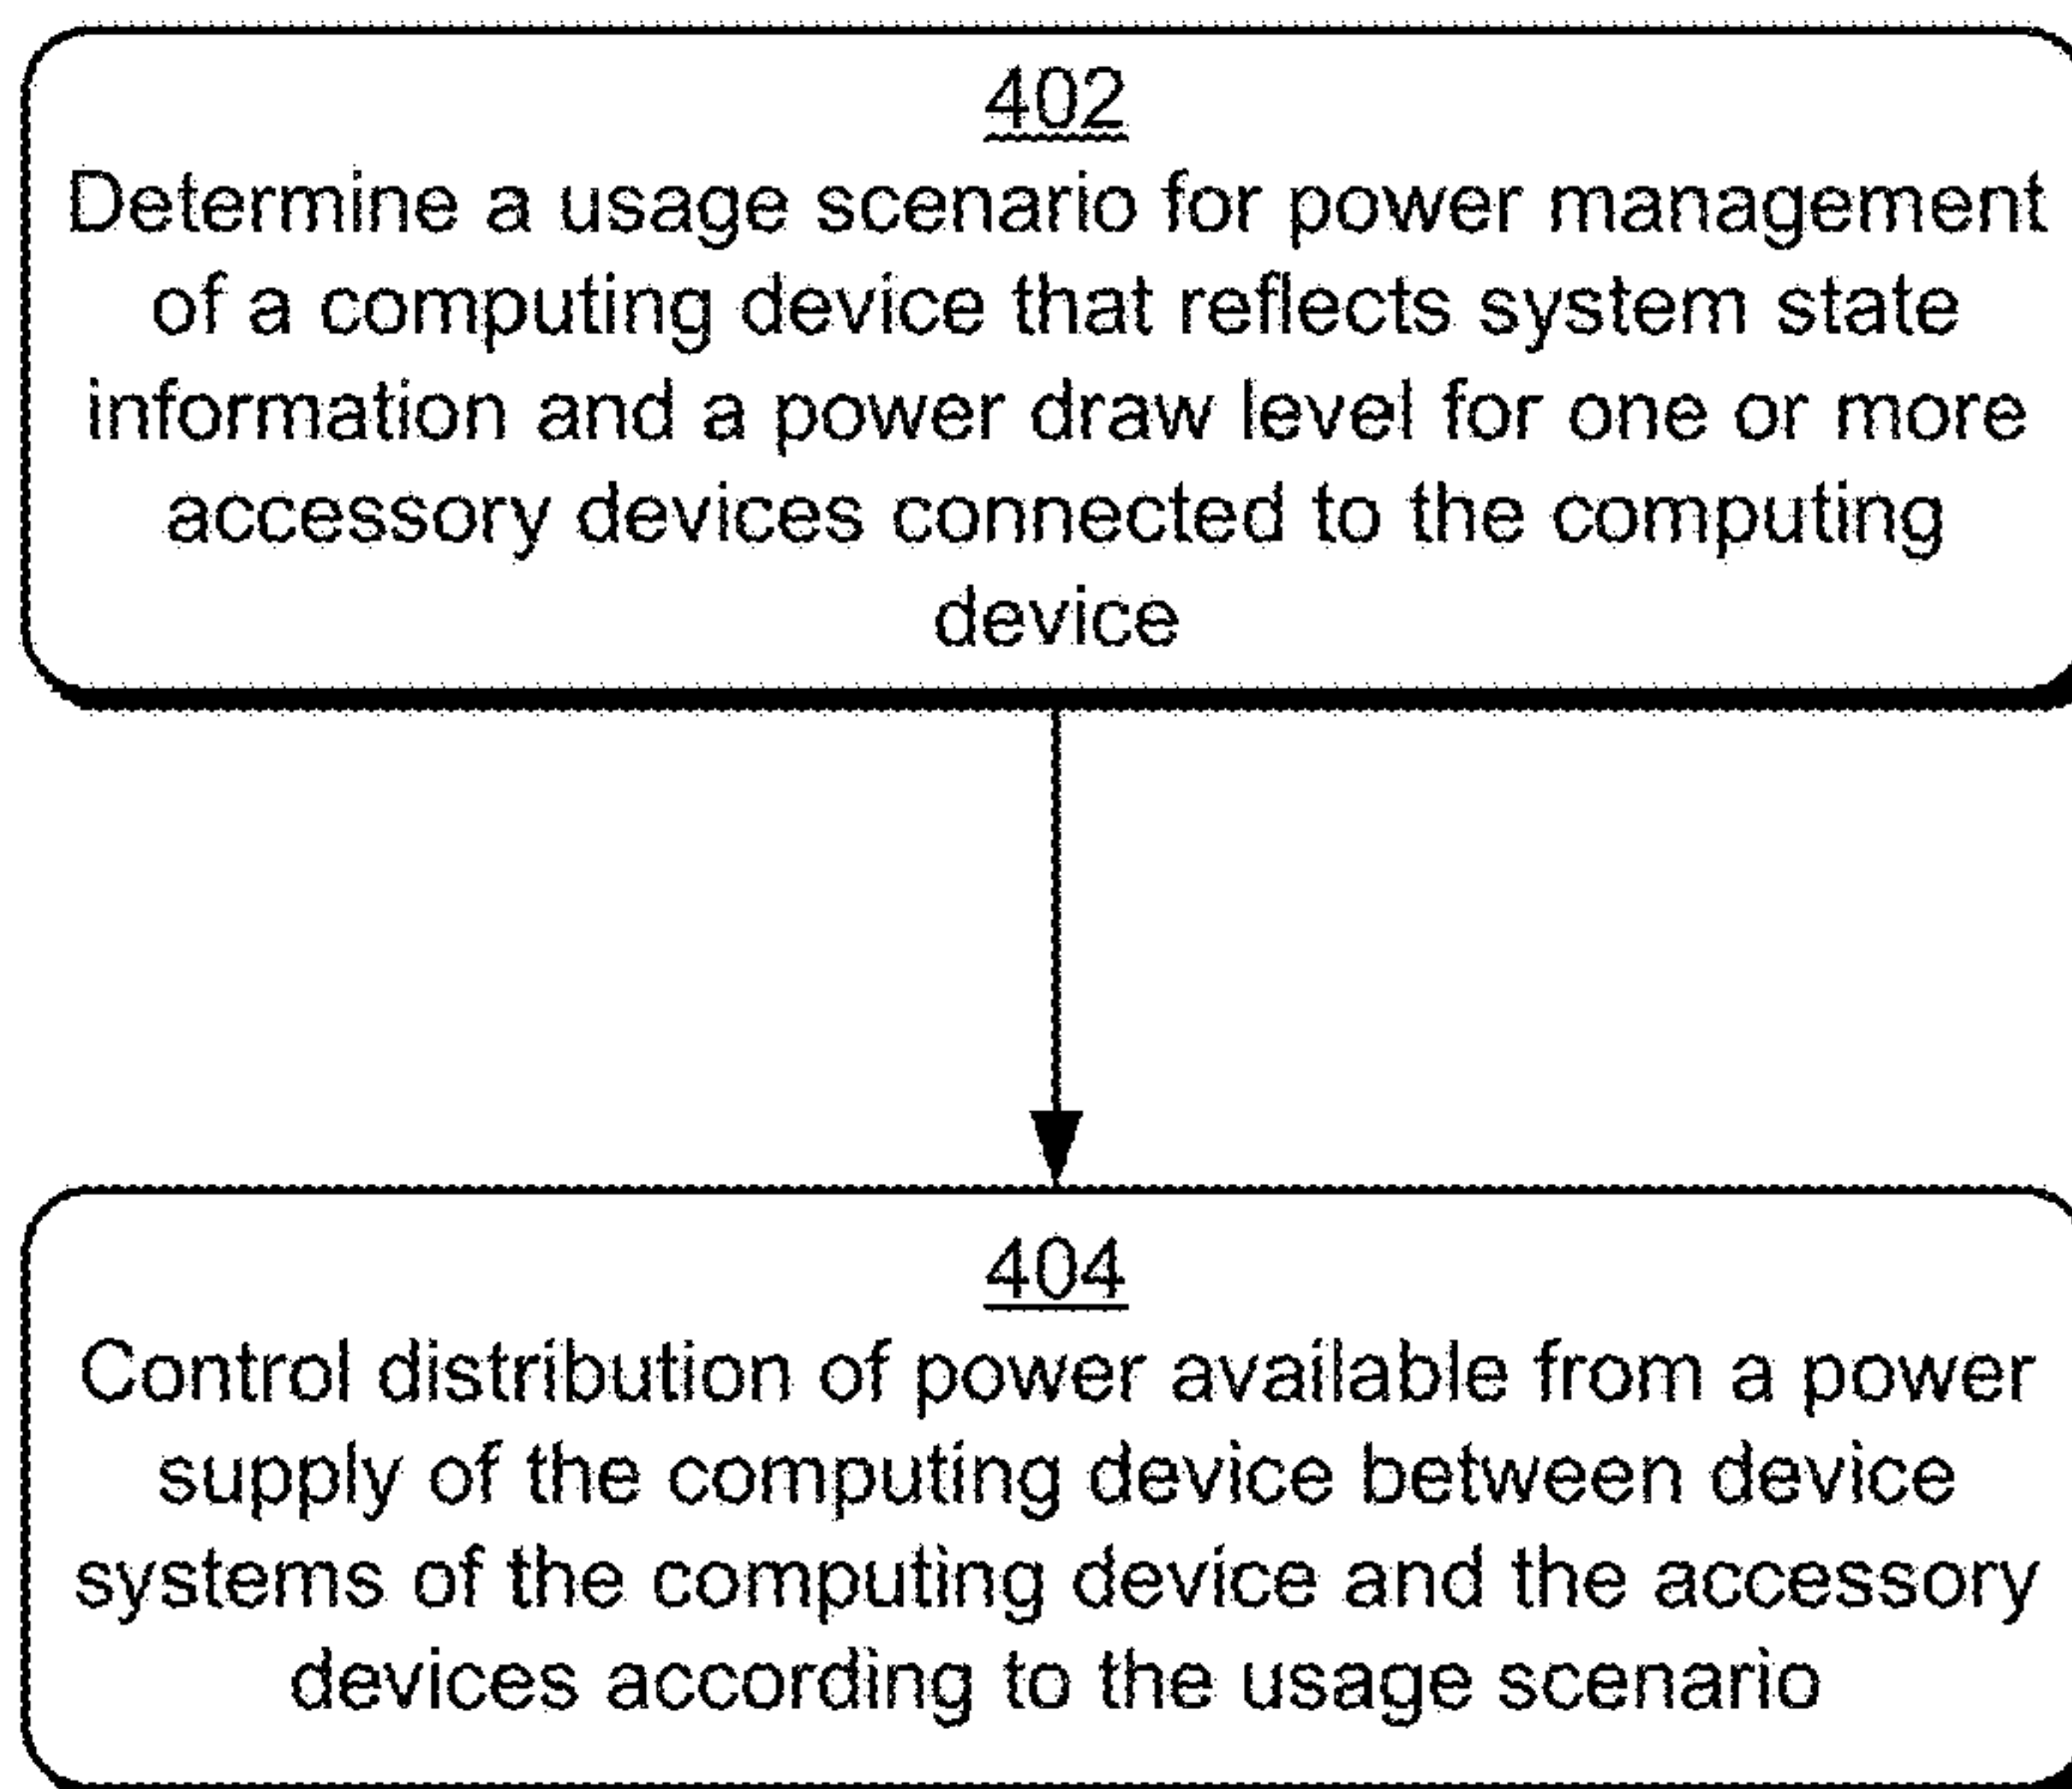 402
Determine a usage scenario for power management
of a computing device that reflects system state
information and a power draw level for one or more
accessory devices connected to the computing
device
404
Control distribution of power available from a power
supply of the computing device between device
systems of the computing device and the accessory
devices according to the usage scenario